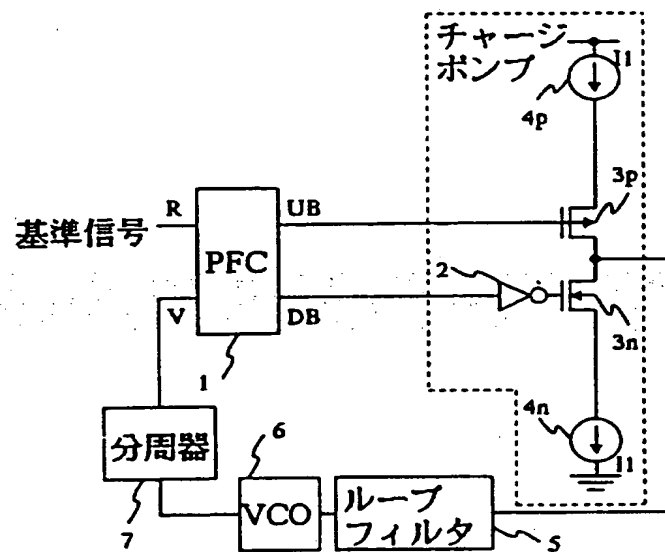 チャージ
ポンプ
I1
4p
3p
R
UB
基準信号
PFC
2
V
DB
3n
1
4n
6
分周器
I1
VCO
ループ
フィルタ
7
5